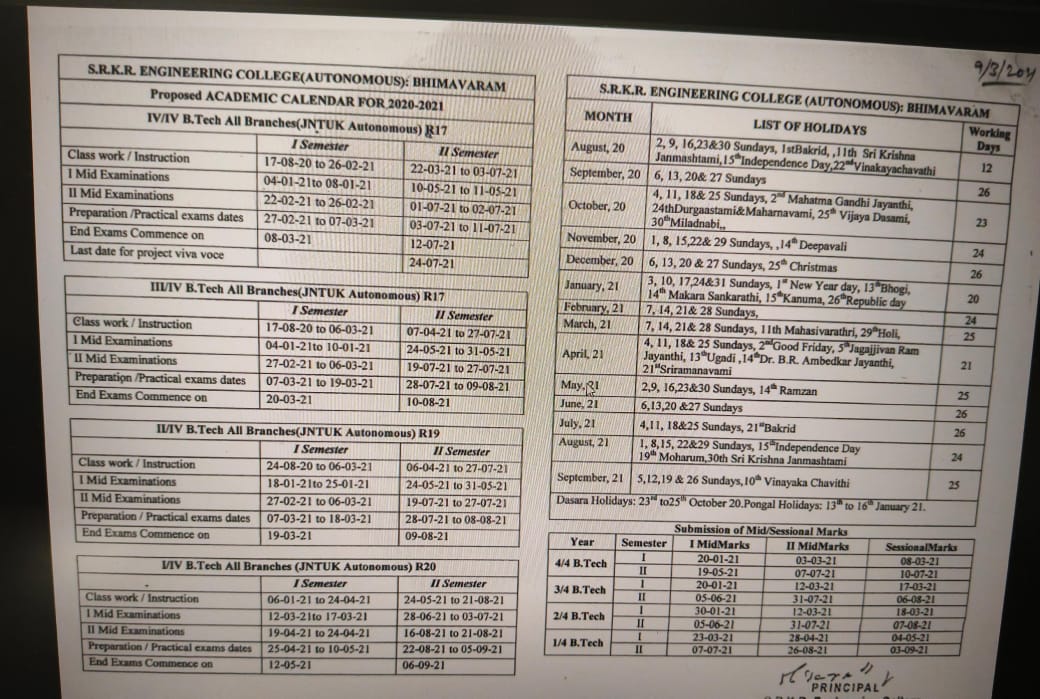 9/3/2021
S.R.K.R. ENGINEERING COLLEGE(AUTONOMOUS): BHIMAVARAM
Proposed ACADEMIC CALENDAR FOR 2020-2021
IV/IV B.Tech All Branches(JNTUK Autonomous) R17
I Semester II Semester
Class work / Instruction 17-08-20 to 26-02-21 22-03-21 to 03-07-21
I Mid Examinations 04-01-21to 08-01-21 10-05-21 to 11-05-21
II Mid Examinations 22-02-21 to 26-02-21 01-07-21 to 02-07-21
Preparation /Practical exams dates 27-02-21 to 07-03-21 03-07-21 to 11-07-21
End Exams Commence on 08-03-21 12-07-21
Last date for project viva voce 24-07-21
III/IV B.Tech All Branches(JNTUK Autonomous) R17
I Semester II Semester
Class work / Instruction 17-08-20 to 06-03-21 07-04-21 to 27-07-21
I Mid Examinations 04-01-21to 10-01-21 24-05-21 to 31-05-21
II Mid Examinations 27-02-21 to 06-03-21 19-07-21 to 27-07-21
Preparation /Practical exams dates 07-03-21 to 19-03-21 28-07-21 to 09-08-21
End Exams Commence on 20-03-21 10-08-21
II/IV B.Tech All Branches(JNTUK Autonomous) R19
I Semester II Semester
Class work / Instruction 24-08-20 to 06-03-21 06-04-21 to 27-07-21
I Mid Examinations 18-01-21to 25-01-21 24-05-21 to 31-05-21
II Mid Examinations 27-02-21 to 06-03-21 19-07-21 to 27-07-21
Preparation / Practical exams dates 07-03-21 to 18-03-21 28-07-21 to 08-08-21
End Exams Commence on 19-03-21 09-08-21
I/IV B.Tech All Branches (JNTUK Autonomous) R20
I Semester II Semester
Class work / Instruction 06-01-21 to 24-04-21 24-05-21 to 21-08-21
I Mid Examinations 12-03-21to 17-03-21 28-06-21 to 03-07-21
II Mid Examinations 19-04-21 to 24-04-21 16-08-21 to 21-08-21
Preparation / Practical exams dates 25-04-21 to 10-05-21 22-08-21 to 05-09-21
End Exams Commence on 12-05-21 06-09-21
S.R.K.R. ENGINEERING COLLEGE (AUTONOMOUS): BHIMAVARAM
MONTH LIST OF HOLIDAYS Working Days
August, 20 2, 9, 16,23&30 Sundays, 1stBakrid, ,11th Sri Krishna
Janmashtami,15thIndependence Day,22ndVinakayachavathi 12
September, 20 6, 13, 20& 27 Sundays 26
October, 20 4, 11, 18& 25 Sundays, 2nd Mahatma Gandhi Jayanthi,
24thDurgaastami&Maharnavami, 25th Vijaya Dasami,
30thMiladnabi,, 23
November, 20 1, 8, 15,22& 29 Sundays, ,14th Deepavali 24
December, 20 6, 13, 20 & 27 Sundays, 25th Christmas 26
January, 21 3, 10, 17,24&31 Sundays, 1st New Year day, 13thBhogi,
14th Makara Sankarathi, 15thKanuma, 26thRepublic day 20
February, 21 7, 14, 21& 28 Sundays, 24
March, 21 7, 14, 21& 28 Sundays, 11th Mahasivarathri, 29thHoli, 25
April, 21 4, 11, 18& 25 Sundays, 2ndGood Friday, 5thJagajjivan Ram
Jayanthi, 13thUgadi ,14thDr. B.R. Ambedkar Jayanthi,
21stSriramanavami 21
May, 21 2,9, 16,23&30 Sundays, 14th Ramzan 25
June, 21 6,13,20 &27 Sundays 26
July, 21 4,11, 18&25 Sundays, 21stBakrid 26
August, 21 1, 8,15, 22&29 Sundays, 15thIndependence Day
19th Moharum,30th Sri Krishna Janmashtami 24
September, 21 5,12,19 & 26 Sundays,10th Vinayaka Chavithi 25
Dasara Holidays: 23rd to25th October 20.Pongal Holidays: 13th to 16th January 21.
Submission of Mid/Sessional Marks
Year Semester I MidMarks II MidMarks SessionalMarks
4/4 B.Tech I 20-01-21 03-03-21 08-03-21
II 19-05-21 07-07-21 10-07-21
3/4 B.Tech I 20-01-21 12-03-21 17-03-21
II 05-06-21 31-07-21 06-08-21
2/4 B.Tech I 30-01-21 12-03-21 18-03-21
II 05-06-21 31-07-21 07-08-21
1/4 B.Tech I 23-03-21 28-04-21 04-05-21
II 07-07-21 26-08-21 03-09-21
PRINCIPAL